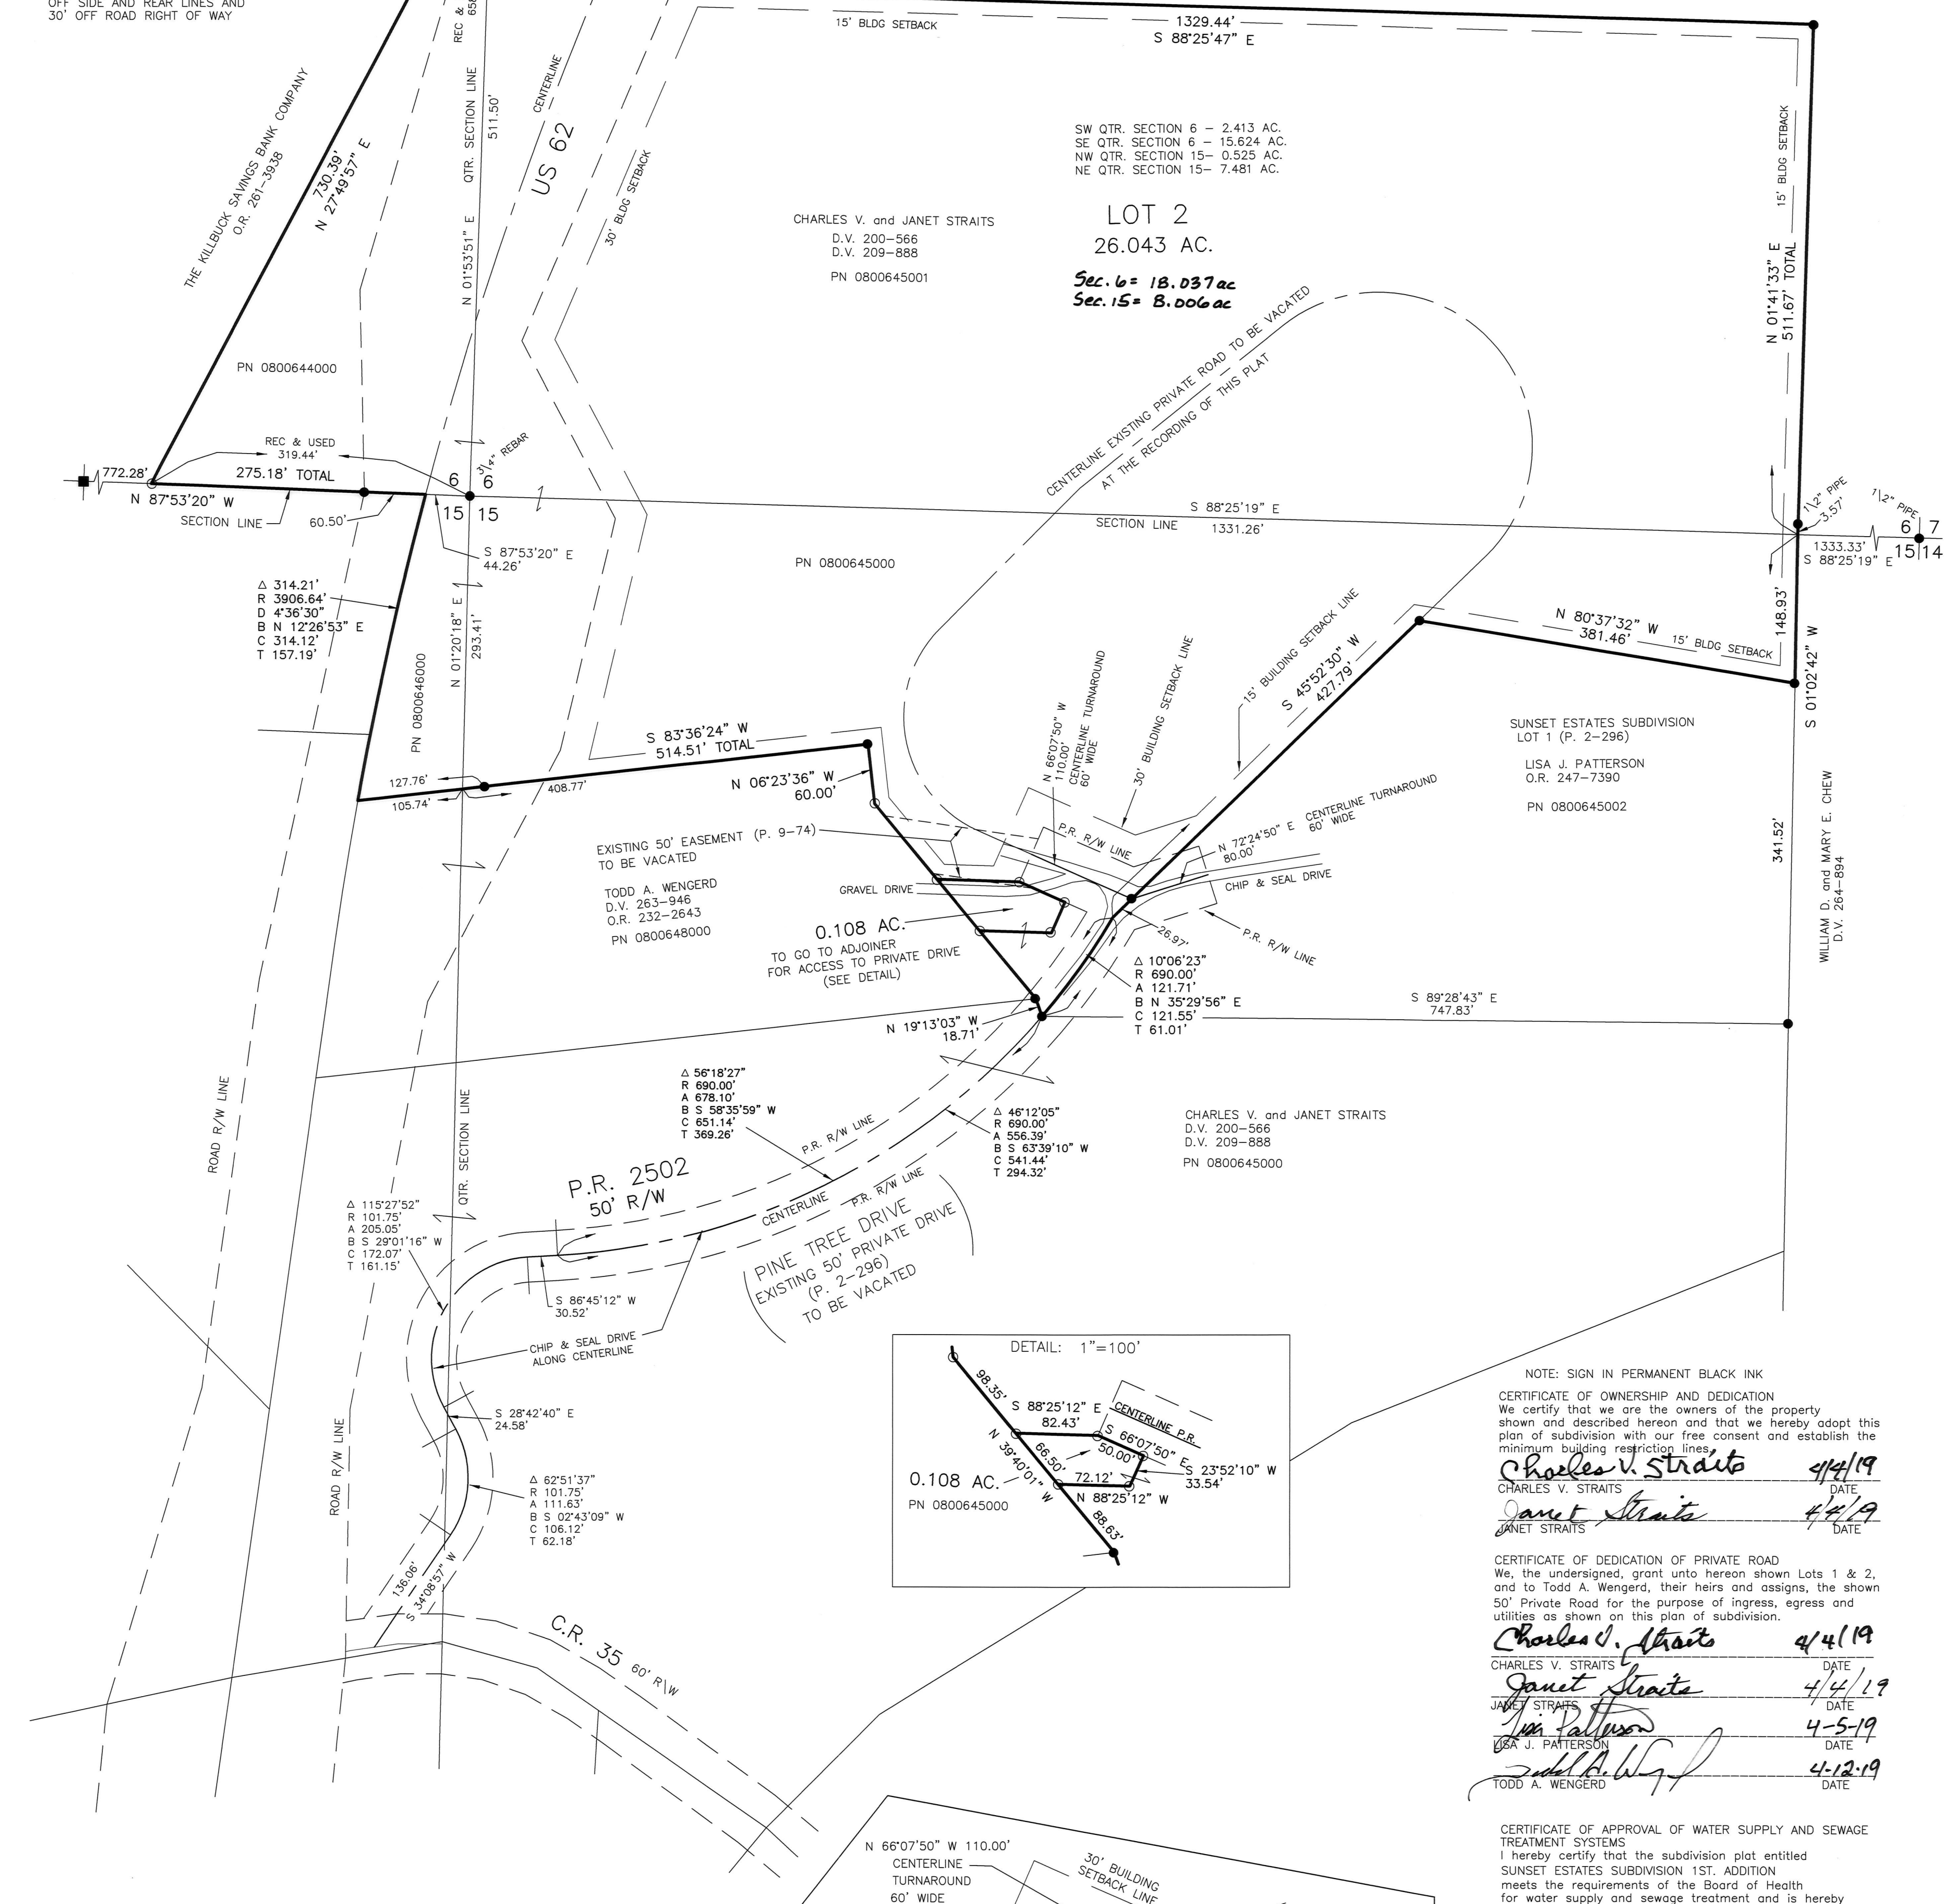 OFF SIDE AND REAR LINES AND
30' OFF ROAD RIGHT OF WAY
REC &
658
THE KILLBUCK SAVINGS BANK COMPANY
O.R. 261-3938
730.39'
N 27°49'57" E
N 01°53'51" E QTR. SECTION LINE
511.50'
CENTERLINE
US 62
30' BLDG SETBACK
15' BLDG SETBACK
1329.44'
S 88°25'47" E
SW QTR. SECTION 6 - 2.413 AC.
SE QTR. SECTION 6 - 15.624 AC.
NW QTR. SECTION 15- 0.525 AC.
NE QTR. SECTION 15- 7.481 AC.
LOT 2
26.043 AC.
Sec. 6= 18.037 ac
Sec. 15= 8.006 ac
CHARLES V. and JANET STRAITS
D.V. 200-566
D.V. 209-888
PN 0800645001
15' BLDG SETBACK
N 01°41'33" E
511.67' TOTAL
CENTERLINE EXISTING PRIVATE ROAD TO BE VACATED
AT THE RECORDING OF THIS PLAT
PN 0800644000
REC & USED
319.44'
772.28'
275.18' TOTAL
N 87°53'20" W
SECTION LINE
60.50'
6 6
15 15
3/4" REBAR
S 87°53'20" E
44.26'
S 88°25'19" E
SECTION LINE 1331.26'
1\2" PIPE
3.57'
1\2" PIPE
6 7
15 14
1333.33'
S 88°25'19" E
PN 0800645000
Δ 314.21'
R 3906.64'
D 4°36'30"
B N 12°26'53" E
C 314.12'
T 157.19'
PN 0800646000
N 01°20'18" E
293.41'
N 80°37'32" W
381.46'
15' BLDG SETBACK
148.93'
S 01°02'42" W
15' BUILDING SETBACK LINE
S 45°52'30" W
427.79'
30' BUILDING SETBACK LINE
N 66°07'50" W
110.00'
CENTERLINE TURNAROUND
60' WIDE
S 83°36'24" W
514.51' TOTAL
127.76'
105.74'
408.77'
N 06°23'36" W
60.00'
SUNSET ESTATES SUBDIVISION
LOT 1 (P. 2-296)
LISA J. PATTERSON
O.R. 247-7390
PN 0800645002
WILLIAM D. and MARY E. CHEW
D.V. 264-894
341.52'
P.R. R/W LINE
N 72°24'50" E CENTERLINE TURNAROUND
80.00' 60' WIDE
CHIP & SEAL DRIVE
P.R. R/W LINE
26.97'
EXISTING 50' EASEMENT (P. 9-74)
TO BE VACATED
TODD A. WENGERD
D.V. 263-946
O.R. 232-2643
PN 0800648000
GRAVEL DRIVE
0.108 AC.
TO GO TO ADJOINER
FOR ACCESS TO PRIVATE DRIVE
(SEE DETAIL)
Δ 10°06'23"
R 690.00'
A 121.71'
B N 35°29'56" E
C 121.55'
T 61.01'
S 89°28'43" E
747.83'
N 19°13'03" W
18.71'
Δ 56°18'27"
R 690.00'
A 678.10'
B S 58°35'59" W
C 651.14'
T 369.26'
Δ 46°12'05"
R 690.00'
A 556.39'
B S 63°39'10" W
C 541.44'
T 294.32'
CHARLES V. and JANET STRAITS
D.V. 200-566
D.V. 209-888
PN 0800645000
ROAD R/W LINE
QTR. SECTION LINE
P.R. 2502
50' R/W
P.R. R/W LINE
CENTERLINE
P.R. R/W LINE
PINE TREE DRIVE
EXISTING 50' PRIVATE DRIVE
(P. 2-296)
TO BE VACATED
Δ 115°27'52"
R 101.75'
A 205.05'
B S 29°01'16" W
C 172.07'
T 161.15'
S 86°45'12" W
30.52'
CHIP & SEAL DRIVE
ALONG CENTERLINE
S 28°42'40" E
24.58'
Δ 62°51'37"
R 101.75'
A 111.63'
B S 02°43'09" W
C 106.12'
T 62.18'
ROAD R/W LINE
136.06'
S 34°08'57" W
C.R. 35 60' R\W
DETAIL: 1"=100'
98.35'
S 88°25'12" E
82.43'
CENTERLINE P.R.
S 66°07'50" E
50.00'
66.50'
N 39°40'01" W
72.12'
N 88°25'12" W
S 23°52'10" W
33.54'
0.108 AC.
PN 0800645000
88.63'
N 66°07'50" W 110.00'
CENTERLINE
TURNAROUND
60' WIDE
30' BUILDING
SETBACK LINE
NOTE: SIGN IN PERMANENT BLACK INK
CERTIFICATE OF OWNERSHIP AND DEDICATION
We certify that we are the owners of the property
shown and described hereon and that we hereby adopt this
plan of subdivision with our free consent and establish the
minimum building restriction lines.
Charles V. Straits 4/4/19
CHARLES V. STRAITS DATE
Janet Straits 4/4/19
JANET STRAITS DATE
CERTIFICATE OF DEDICATION OF PRIVATE ROAD
We, the undersigned, grant unto hereon shown Lots 1 & 2,
and to Todd A. Wengerd, their heirs and assigns, the shown
50' Private Road for the purpose of ingress, egress and
utilities as shown on this plan of subdivision.
Charles V. Straits 4/4/19
CHARLES V. STRAITS DATE
Janet Straits 4/4/19
JANET STRAITS DATE
Lisa Patterson 4-5-19
LISA J. PATTERSON DATE
4-12-19
TODD A. WENGERD DATE
CERTIFICATE OF APPROVAL OF WATER SUPPLY AND SEWAGE
TREATMENT SYSTEMS
I hereby certify that the subdivision plat entitled
SUNSET ESTATES SUBDIVISION 1ST. ADDITION
meets the requirements of the Board of Health
for water supply and sewage treatment and is hereby